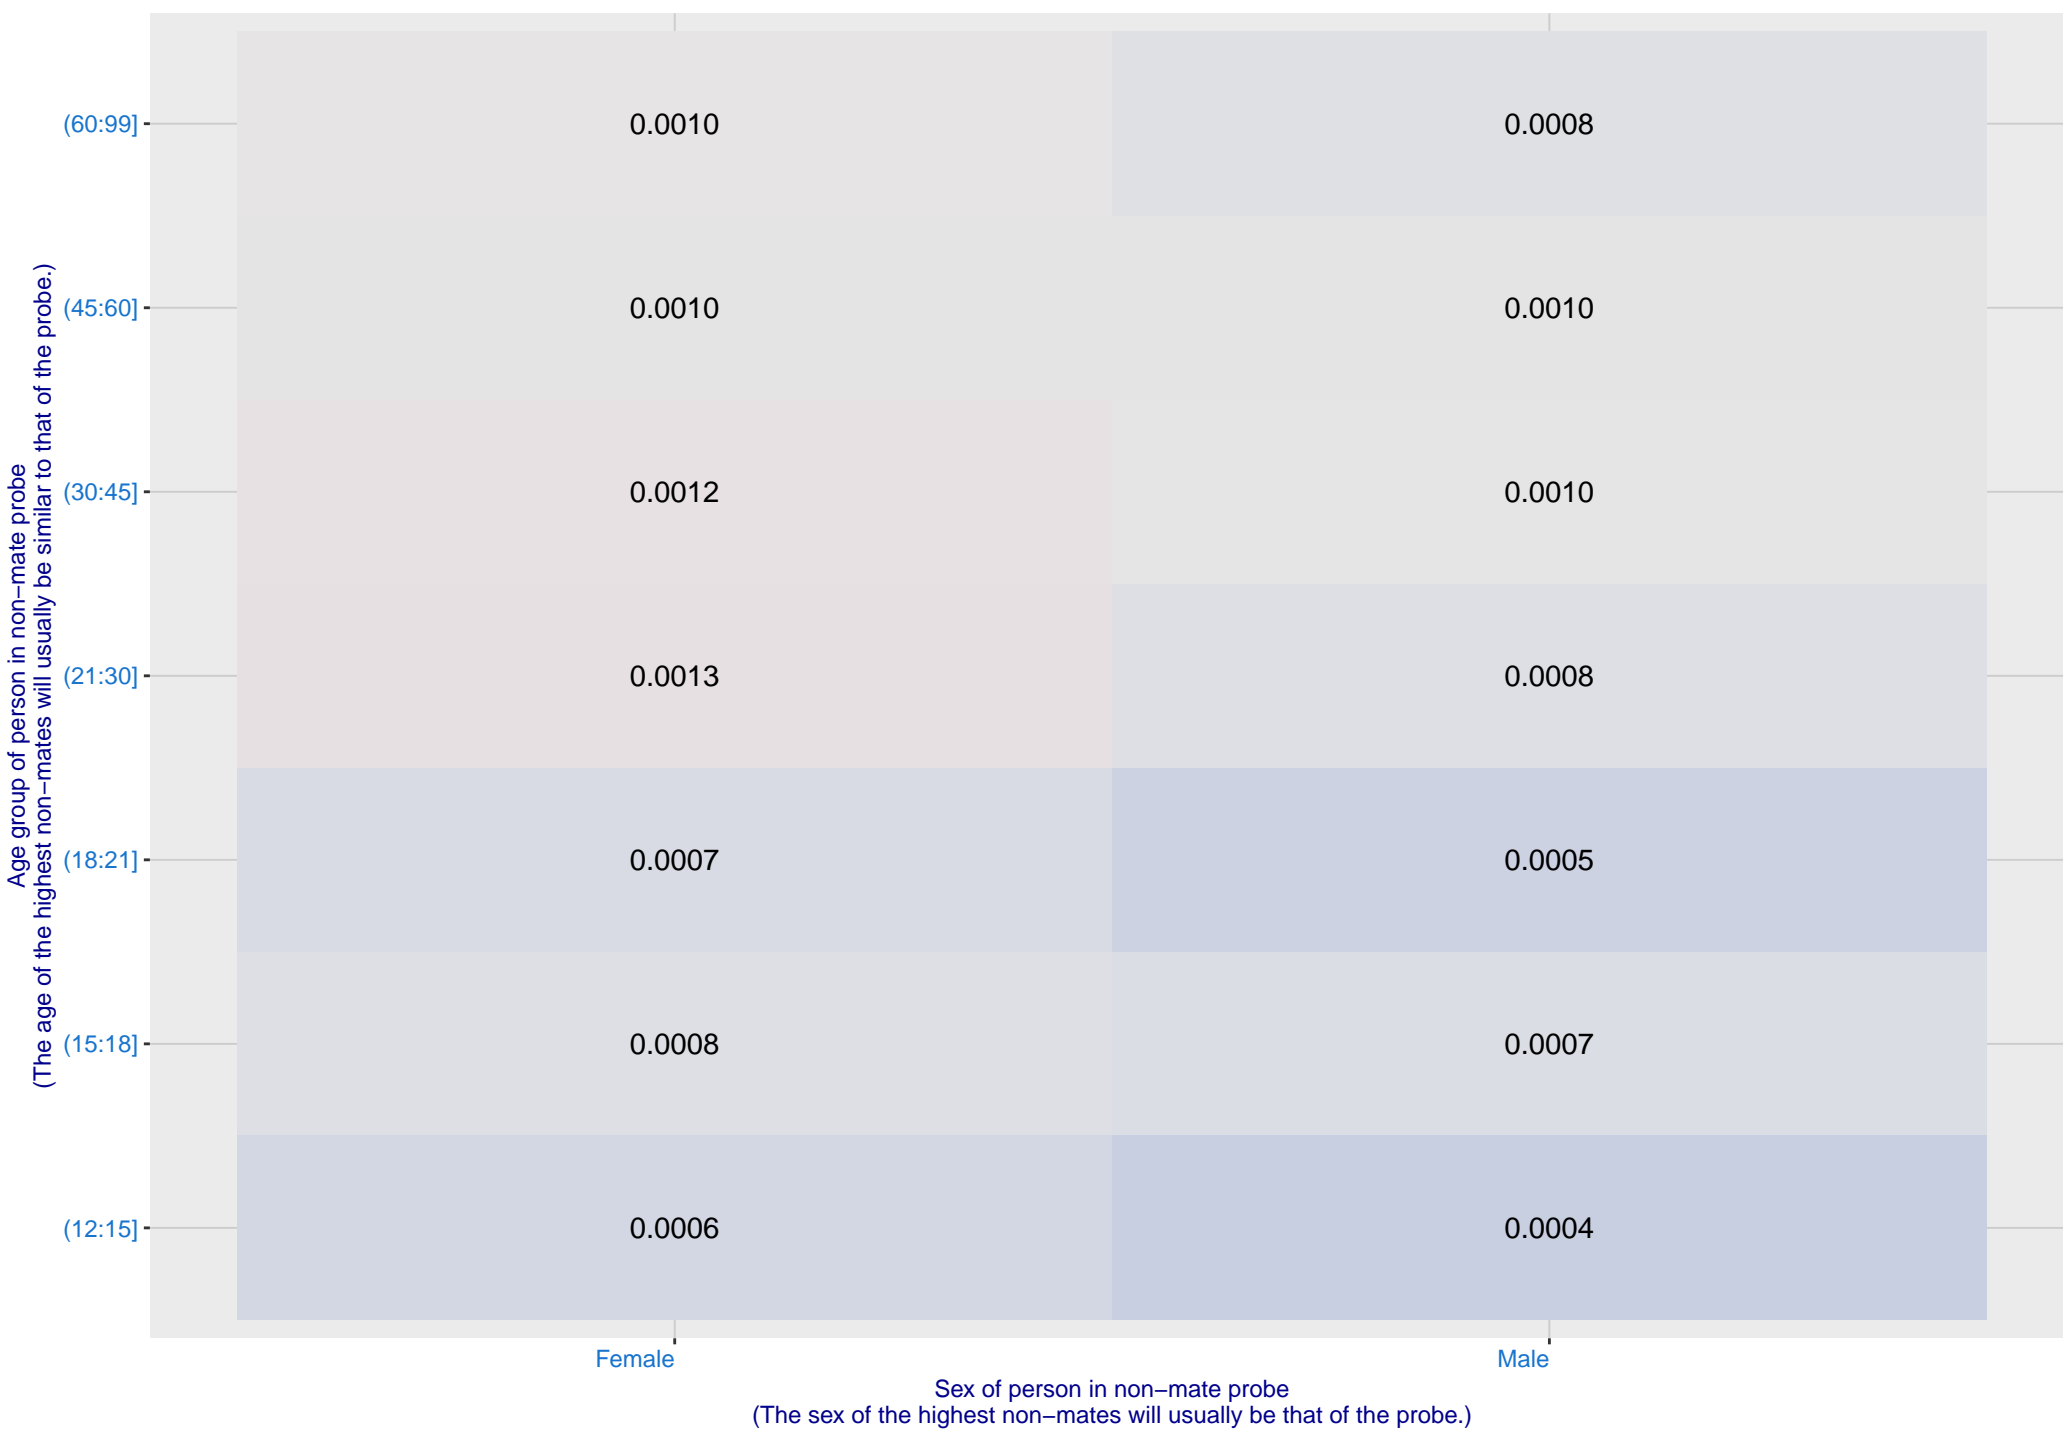 Age group of person in non−mate probe
(The age of the highest non−mates will usually be similar to that of the probe.)
(60:99] 0.0010 0.0008
(45:60] 0.0010 0.0010
(30:45] 0.0012 0.0010
(21:30] 0.0013 0.0008
(18:21] 0.0007 0.0005
(15:18] 0.0008 0.0007
(12:15] 0.0006 0.0004
Female Male
Sex of person in non−mate probe
(The sex of the highest non−mates will usually be that of the probe.)